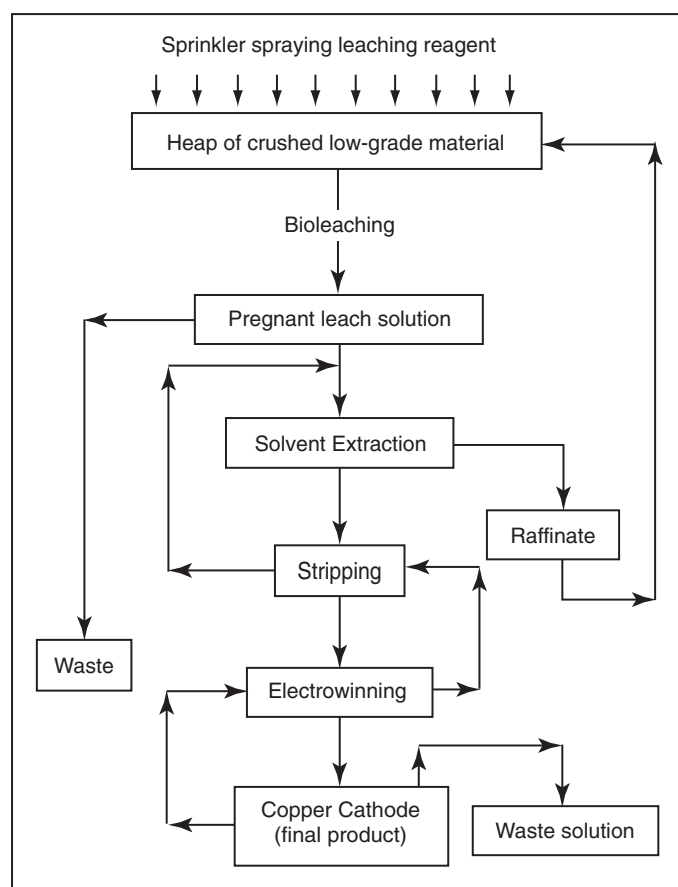 Sprinkler spraying leaching reagent
Heap of crushed low-grade material
Bioleaching
Pregnant leach solution
Solvent Extraction
Raffinate
Stripping
Waste
Electrowinning
Copper Cathode
(final product)
Waste solution